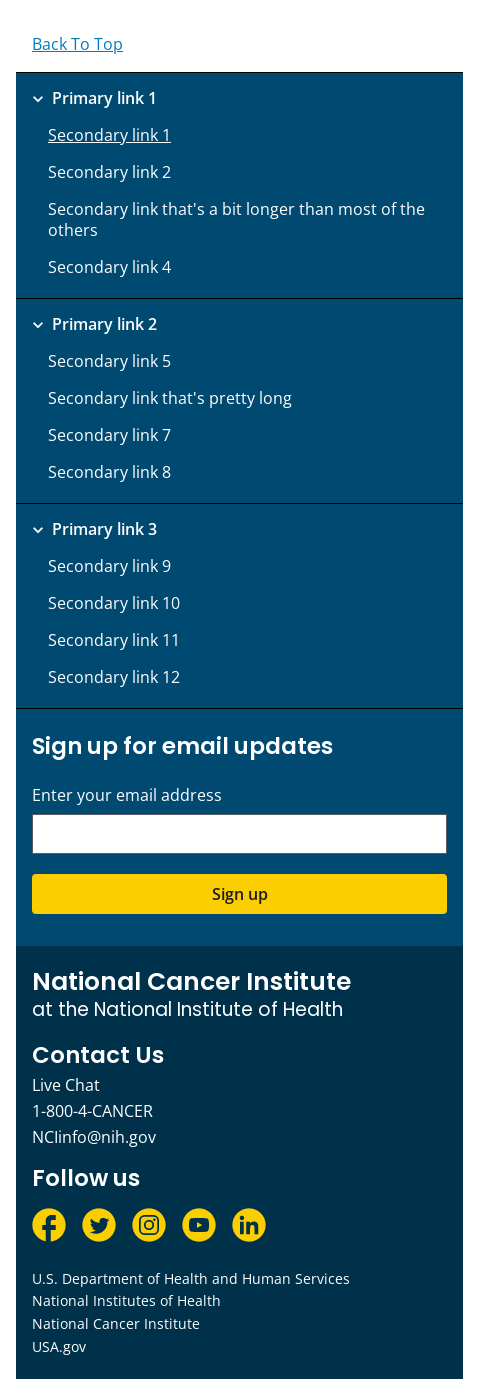 Back To Top
Primary link 1
Secondary link 1
Secondary link 2
Secondary link that's a bit longer than most of the
others
Secondary link 4
Primary link 2
Secondary link 5
Secondary link that's pretty long
Secondary link 7
Secondary link 8
Primary link 3
Secondary link 9
Secondary link 10
Secondary link 11
Secondary link 12
Sign up for email updates
Enter your email address
Sign up
National Cancer Institute
at the National Institute of Health
Contact Us
Live Chat
1-800-4-CANCER
NCIinfo@nih.gov
Follow us
U.S. Department of Health and Human Services
National Institutes of Health
National Cancer Institute
USA.gov